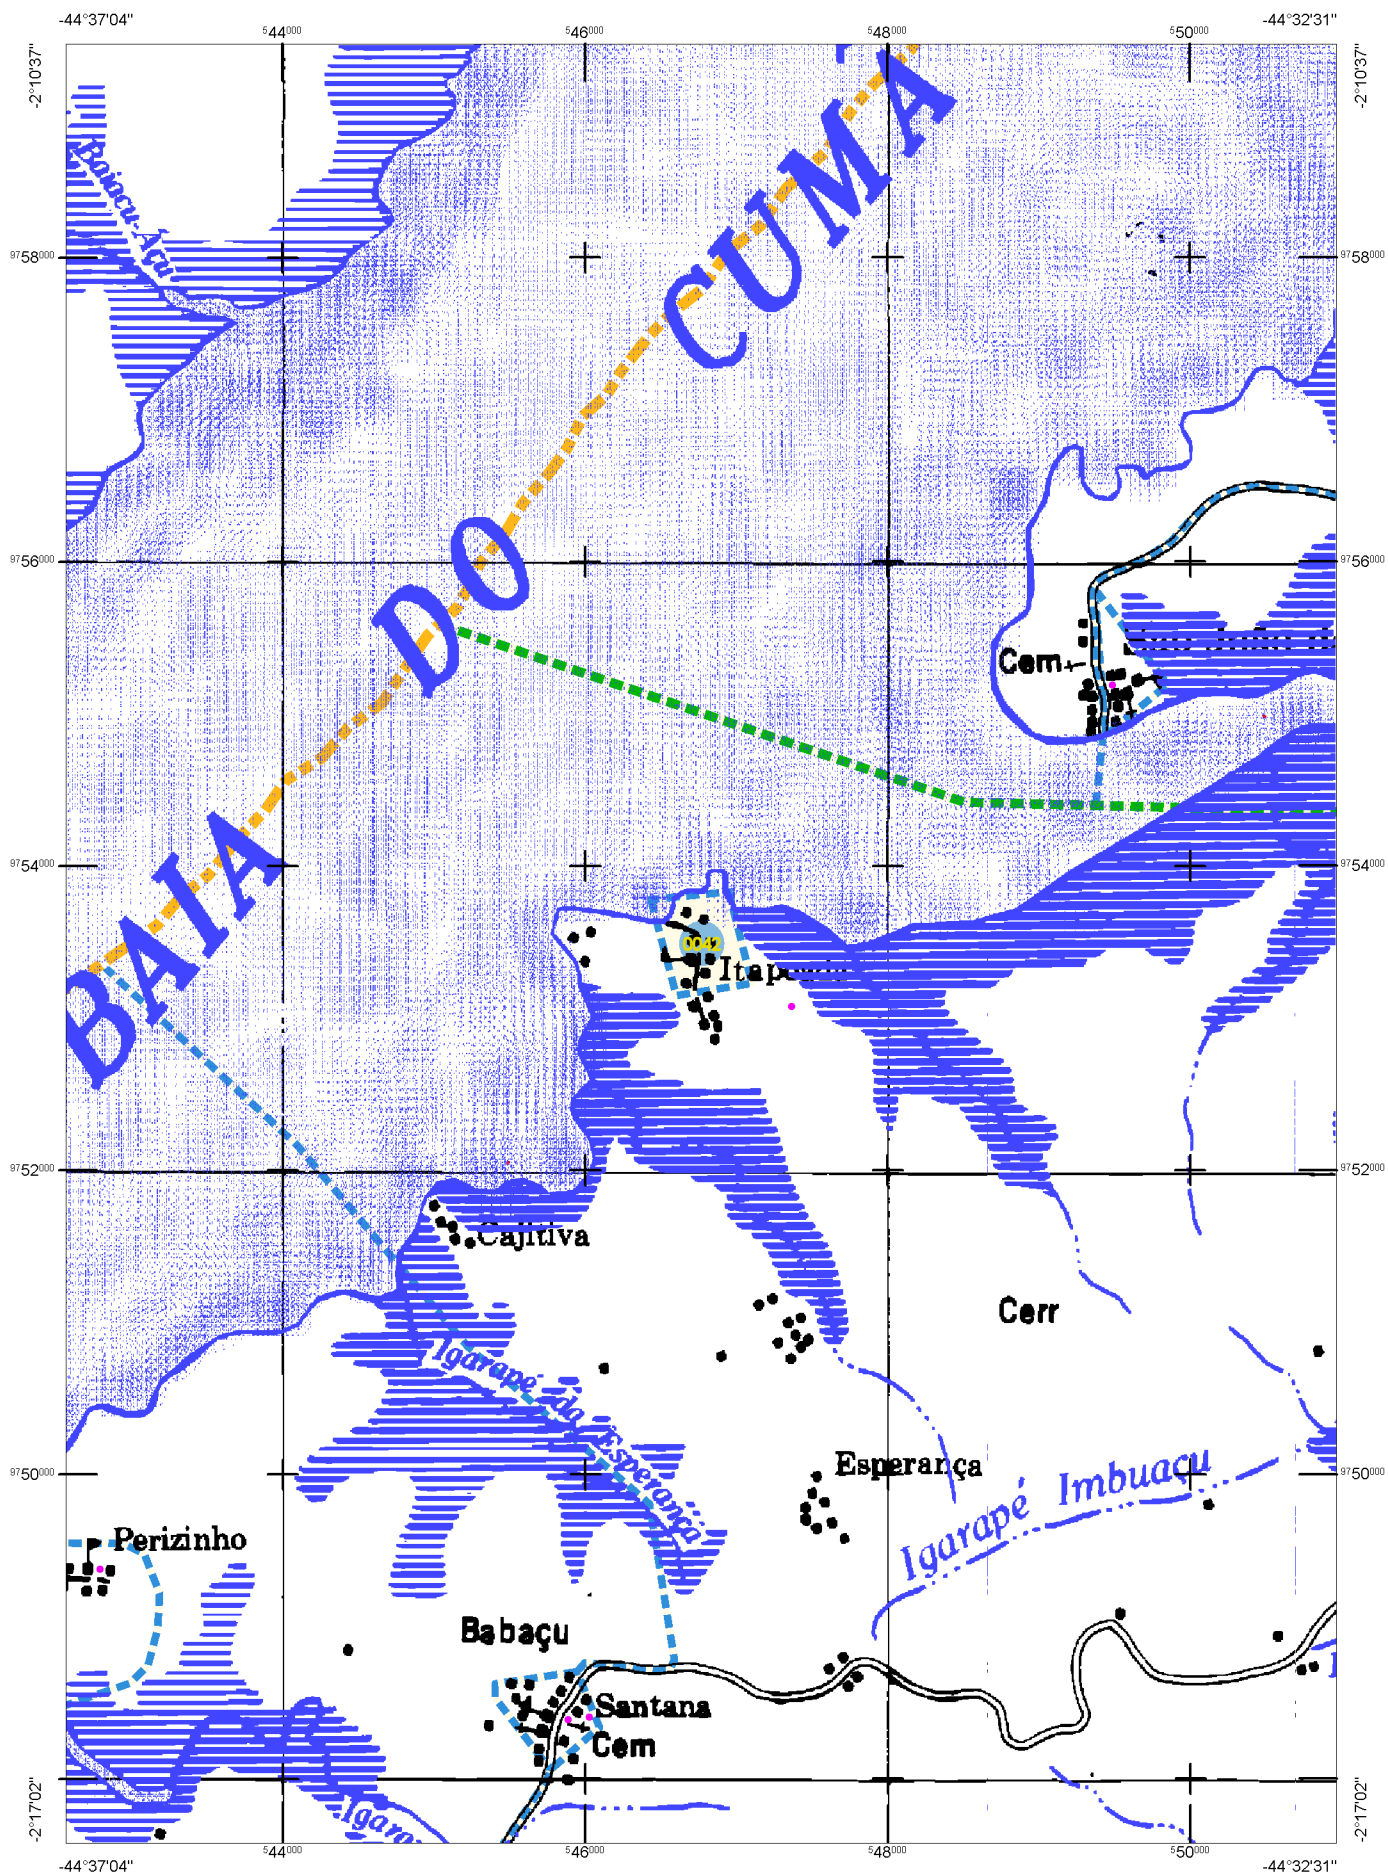 -44°37'04"
-44°32'31"
544000
546000
548000
550000
-2°10'37"
-2°10'37"
CUMÃ
9758000
9758000
DO
9756000
9756000
Cem
BAIA
9754000
9754000
0042
9752000
9752000
Cajitiva
Cerr
Igarapé da Esperança
Esperança
Igarapé Imbuaçu
9750000
9750000
Perizinho
Babaçu
Santana
Cem
-2°17'02"
-2°17'02"
544000
546000
548000
550000
-44°37'04"
-44°32'31"